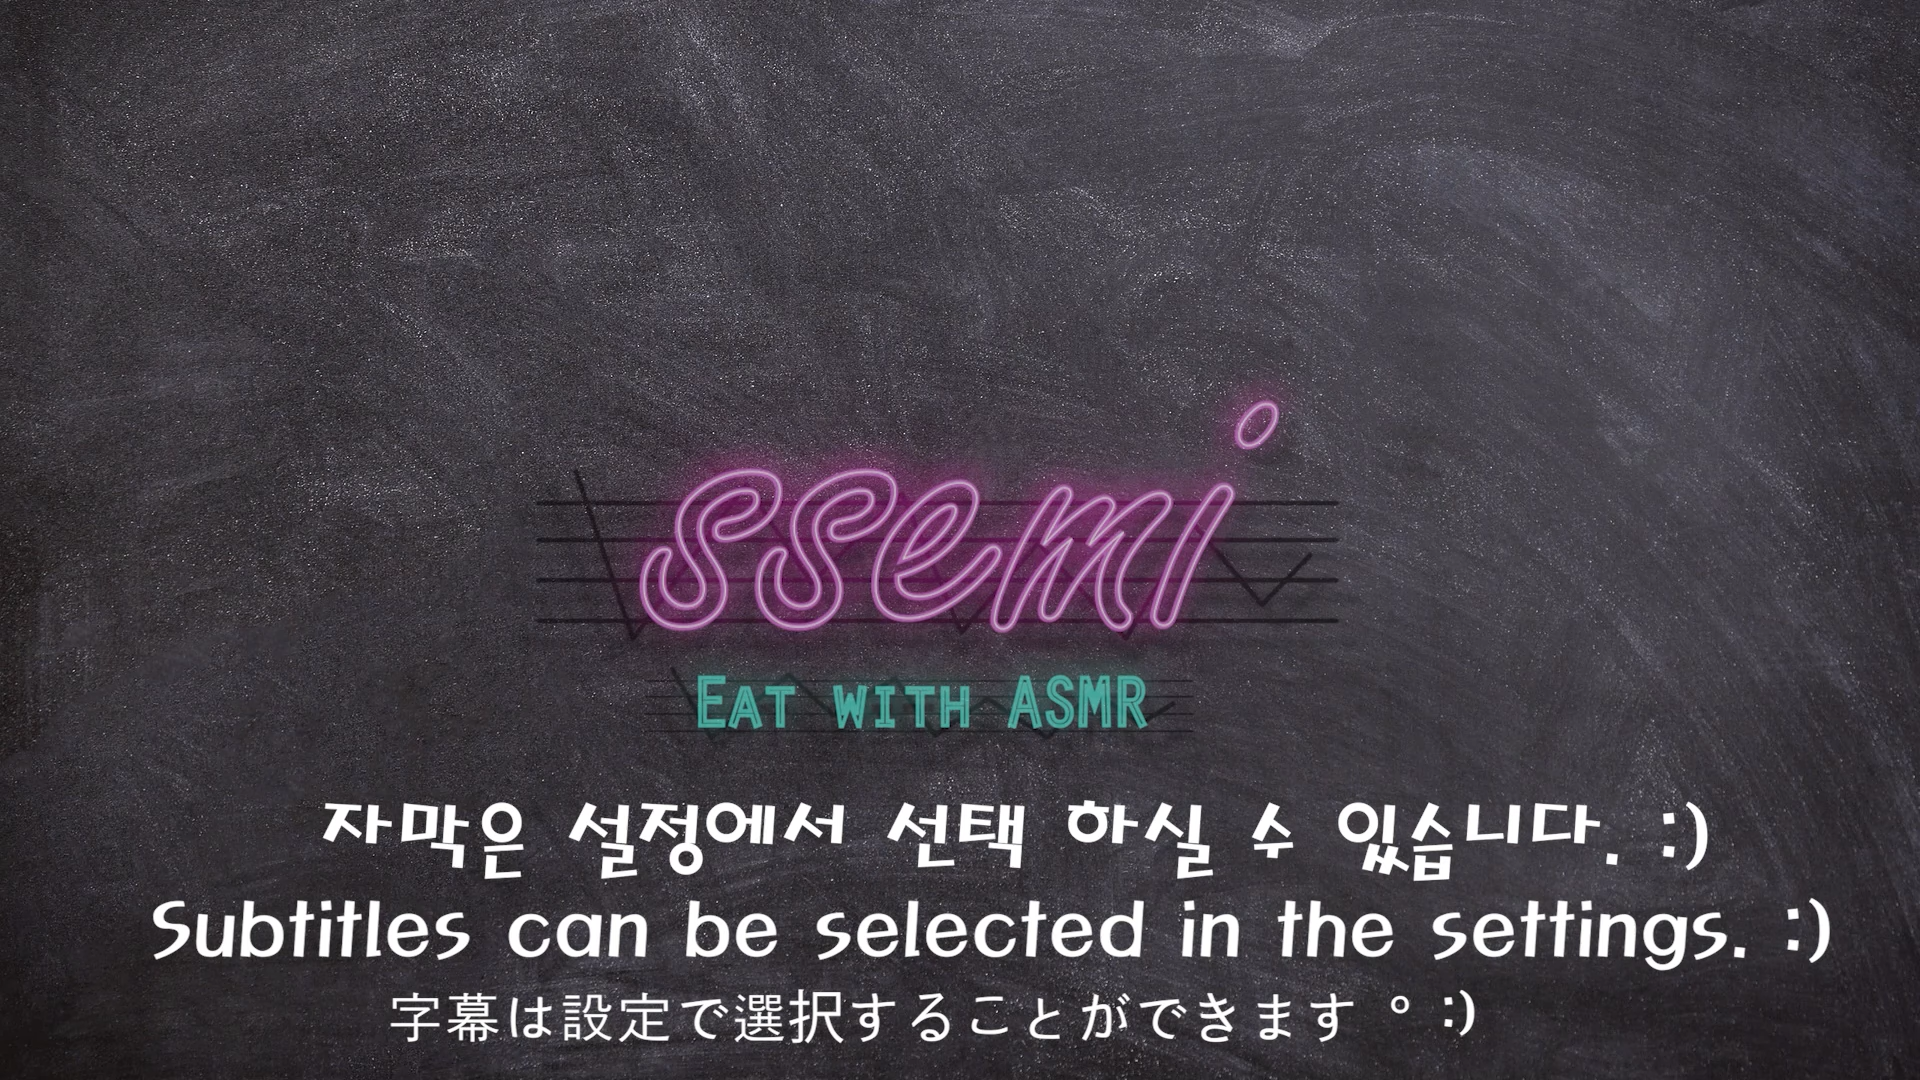 ssemi
EAT WITH ASMR
자막은 설정에서 선택 하실 수 있습니다. :)
Subtitles can be selected in the settings. :)
字幕は設定で選択することができます ° :)